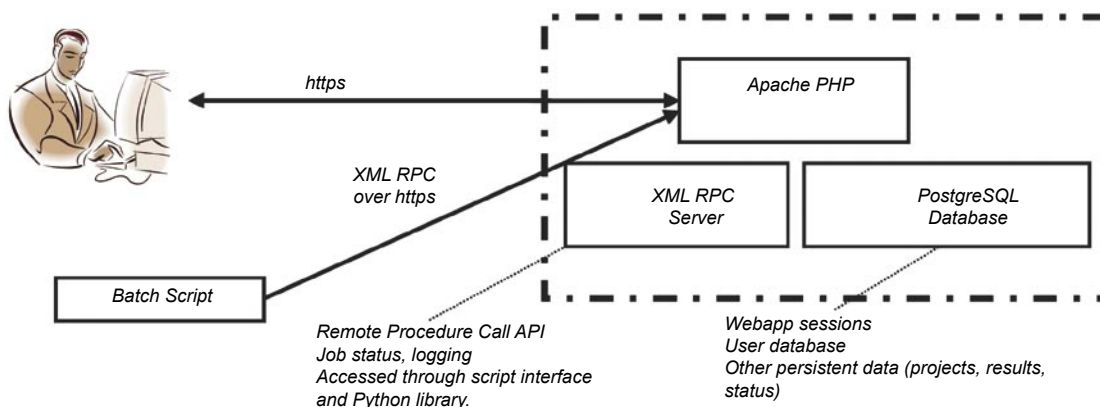 https
Apache PHP
XML RPC
over https
XML RPC
Server
PostgreSQL
Database
Batch Script
Remote Procedure Call API
Job status, logging
Accessed through script interface
and Python library.
Webapp sessions
User database
Other persistent data (projects, results,
status)